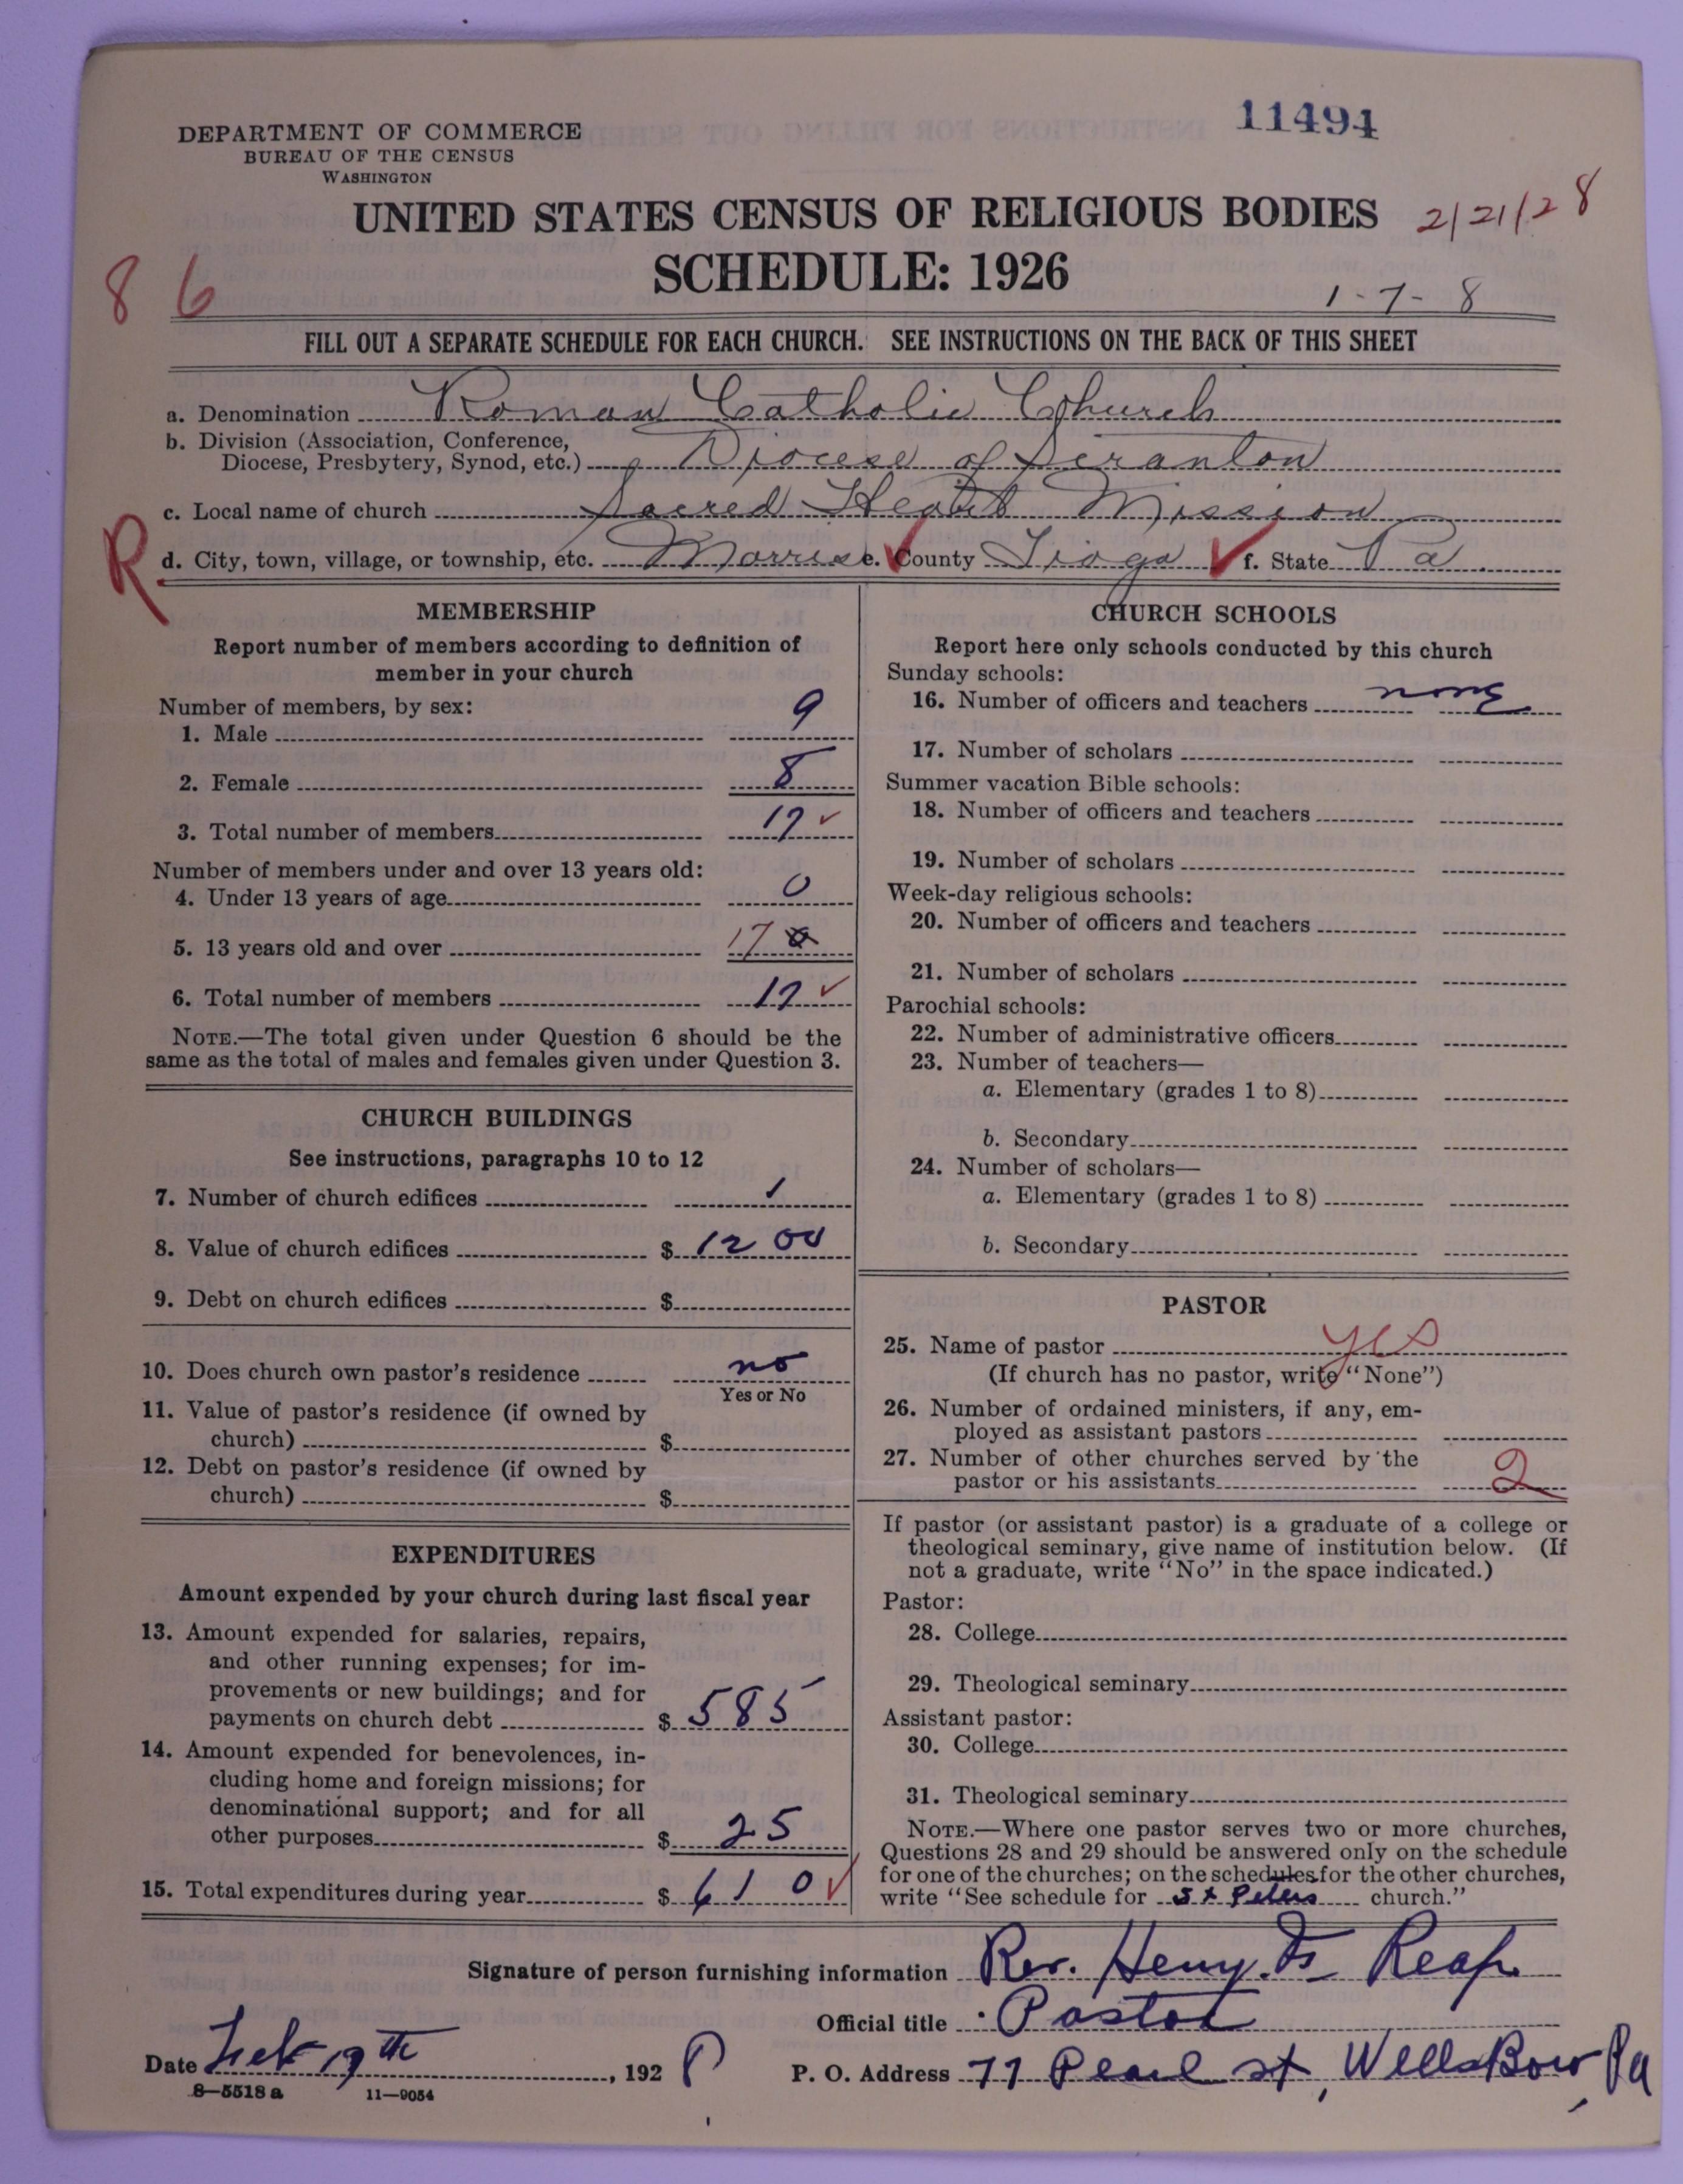 11494
DEPARTMENT OF COMMERCE
BUREAU OF THE CENSUS
WASHINGTON
UNITED STATES CENSUS OF RELIGIOUS BODIES 2/21/28
SCHEDULE: 1926
8 6
1-7-8
FILL OUT A SEPARATE SCHEDULE FOR EACH CHURCH. SEE INSTRUCTIONS ON THE BACK OF THIS SHEET
a. Denomination Roman Catholic Church
b. Division (Association, Conference,
Diocese, Presbytery, Synod, etc.) Diocese of Scranton
c. Local name of church Sacred Heart Mission
R
d. City, town, village, or township, etc. Morris e. County Tioga f. State Pa
MEMBERSHIP
Report number of members according to definition of
member in your church
Number of members, by sex:
1. Male 9
2. Female 8
3. Total number of members 17
Number of members under and over 13 years old:
4. Under 13 years of age 0
5. 13 years old and over 17
6. Total number of members 17
NOTE.—The total given under Question 6 should be the
same as the total of males and females given under Question 3.
CHURCH BUILDINGS
See instructions, paragraphs 10 to 12
7. Number of church edifices 1
8. Value of church edifices $ 1200
9. Debt on church edifices $
10. Does church own pastor's residence no
Yes or No
11. Value of pastor's residence (if owned by
church) $
12. Debt on pastor's residence (if owned by
church) $
EXPENDITURES
Amount expended by your church during last fiscal year
13. Amount expended for salaries, repairs,
and other running expenses; for im-
provements or new buildings; and for
payments on church debt $ 585
14. Amount expended for benevolences, in-
cluding home and foreign missions; for
denominational support; and for all
other purposes $ 25
15. Total expenditures during year $ 610
CHURCH SCHOOLS
Report here only schools conducted by this church
Sunday schools:
16. Number of officers and teachers none
17. Number of scholars
Summer vacation Bible schools:
18. Number of officers and teachers
19. Number of scholars
Week-day religious schools:
20. Number of officers and teachers
21. Number of scholars
Parochial schools:
22. Number of administrative officers
23. Number of teachers—
a. Elementary (grades 1 to 8)
b. Secondary
24. Number of scholars—
a. Elementary (grades 1 to 8)
b. Secondary
PASTOR
25. Name of pastor yes
(If church has no pastor, write "None")
26. Number of ordained ministers, if any, em-
ployed as assistant pastors
27. Number of other churches served by the
pastor or his assistants 2
If pastor (or assistant pastor) is a graduate of a college or
theological seminary, give name of institution below. (If
not a graduate, write "No" in the space indicated.)
Pastor:
28. College
29. Theological seminary
Assistant pastor:
30. College
31. Theological seminary
NOTE.—Where one pastor serves two or more churches,
Questions 28 and 29 should be answered only on the schedule
for one of the churches; on the schedules for the other churches,
write "See schedule for St Peters church."
Signature of person furnishing information Rev. Henry F. Reap
Official title Pastor
Date Feb 19th, 1928 P. O. Address 77 Pearl st, WellsBoro, Pa
8—5518 a 11—9054